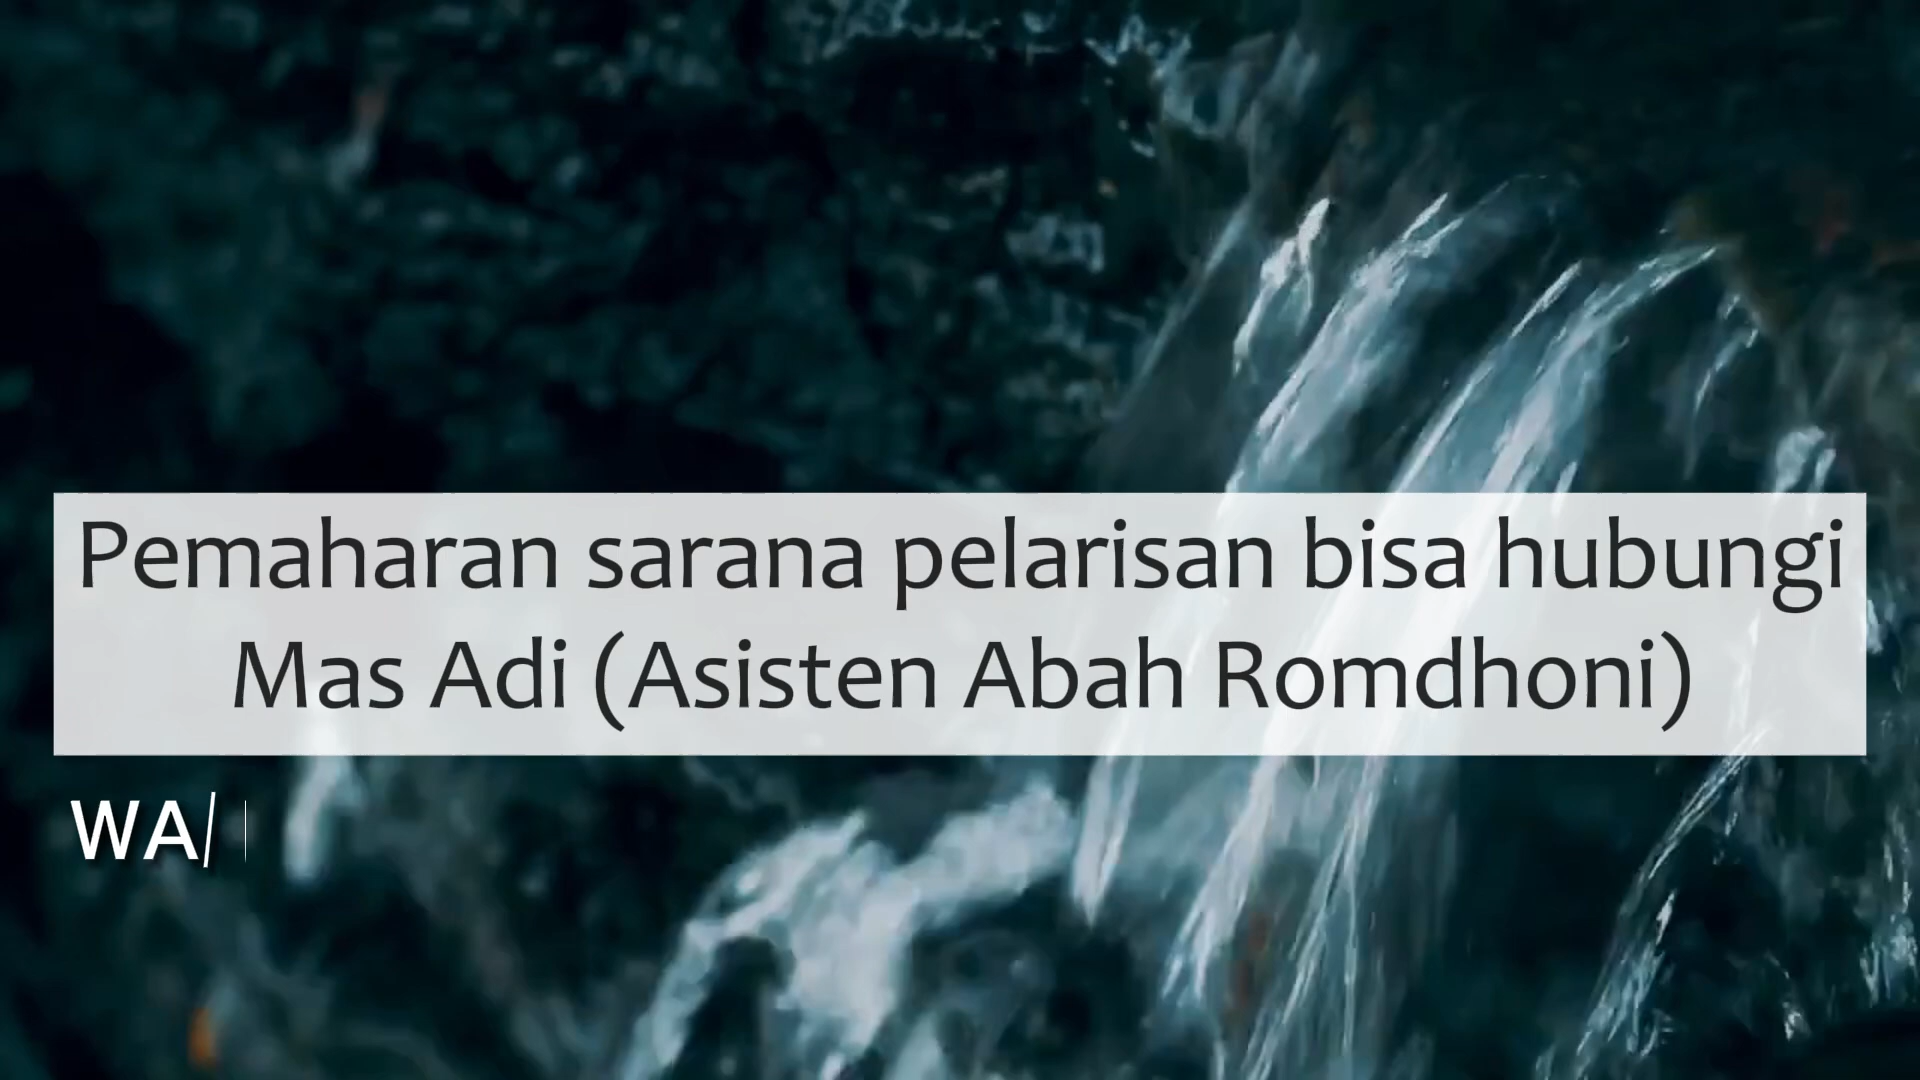 Pemaharan sarana pelarisan bisa hubungi
Mas Adi (Asisten Abah Romdhoni)
WA/